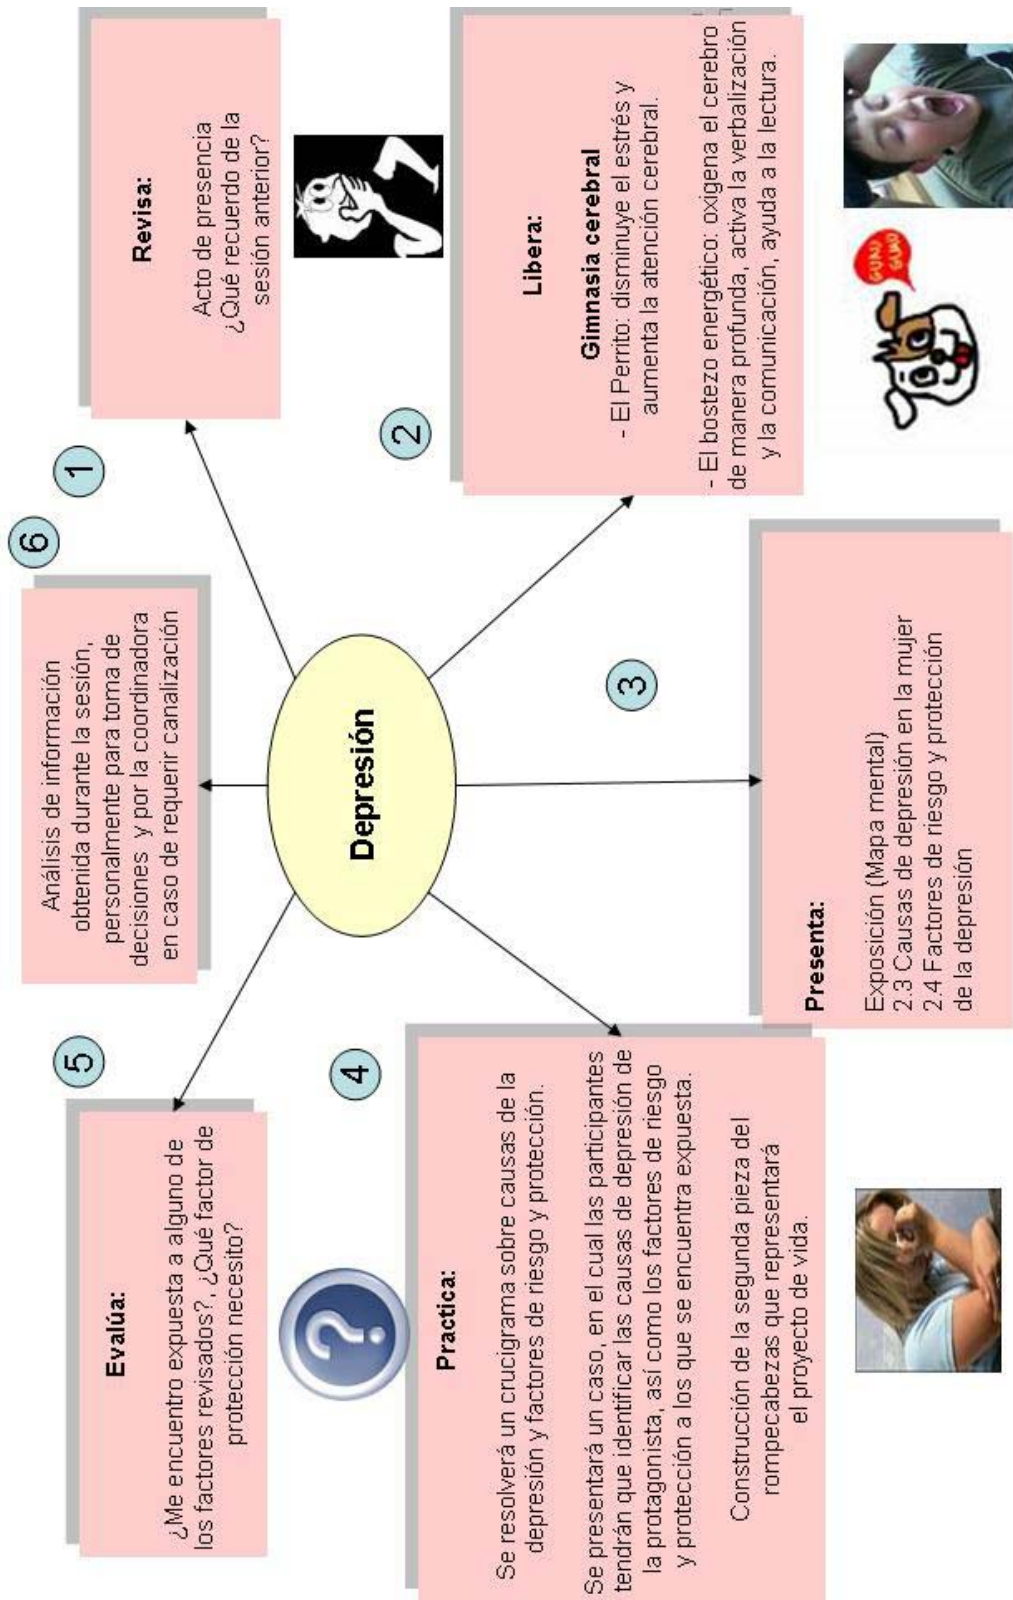 1
Revisa:
Acto de presencia
¿Qué recuerdo de la
sesión anterior?
2
Libera:
Gimnasia cerebral
- El Perrito: disminuye el estrés y
aumenta la atención cerebral.
- El bostezo energético: oxigena el cerebro
de manera profunda, activa la verbalización
y la comunicación, ayuda a la lectura.
GUAU
GUAU
3
Presenta:
Exposición (Mapa mental)
2.3 Causas de depresión en la mujer
2.4 Factores de riesgo y protección
de la depresión
4
Practica:
Se resolverá un crucigrama sobre causas de la
depresión y factores de riesgo y protección.
Se presentará un caso, en el cual las participantes
tendrán que identificar las causas de depresión de
la protagonista, así como los factores de riesgo
y protección a los que se encuentra expuesta.
Construcción de la segunda pieza del
rompecabezas que representará
el proyecto de vida.
5
Evalúa:
¿Me encuentro expuesta a alguno de
los factores revisados?, ¿Qué factor de
protección necesito?
?
6
Análisis de información
obtenida durante la sesión,
personalmente para toma de
decisiones y por la coordinadora
en caso de requerir canalización
Depresión